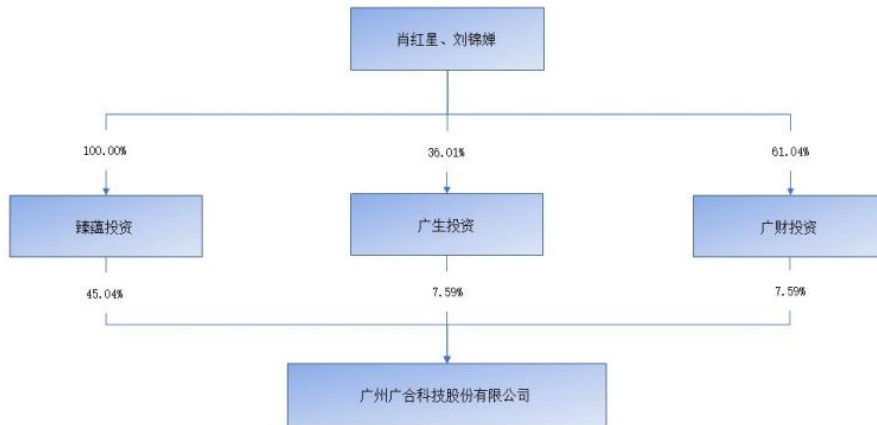 肖红星、刘锦婵
100.00%
36.01%
61.04%
臻蕴投资
广生投资
广财投资
45.04%
7.59%
7.59%
广州广合科技股份有限公司